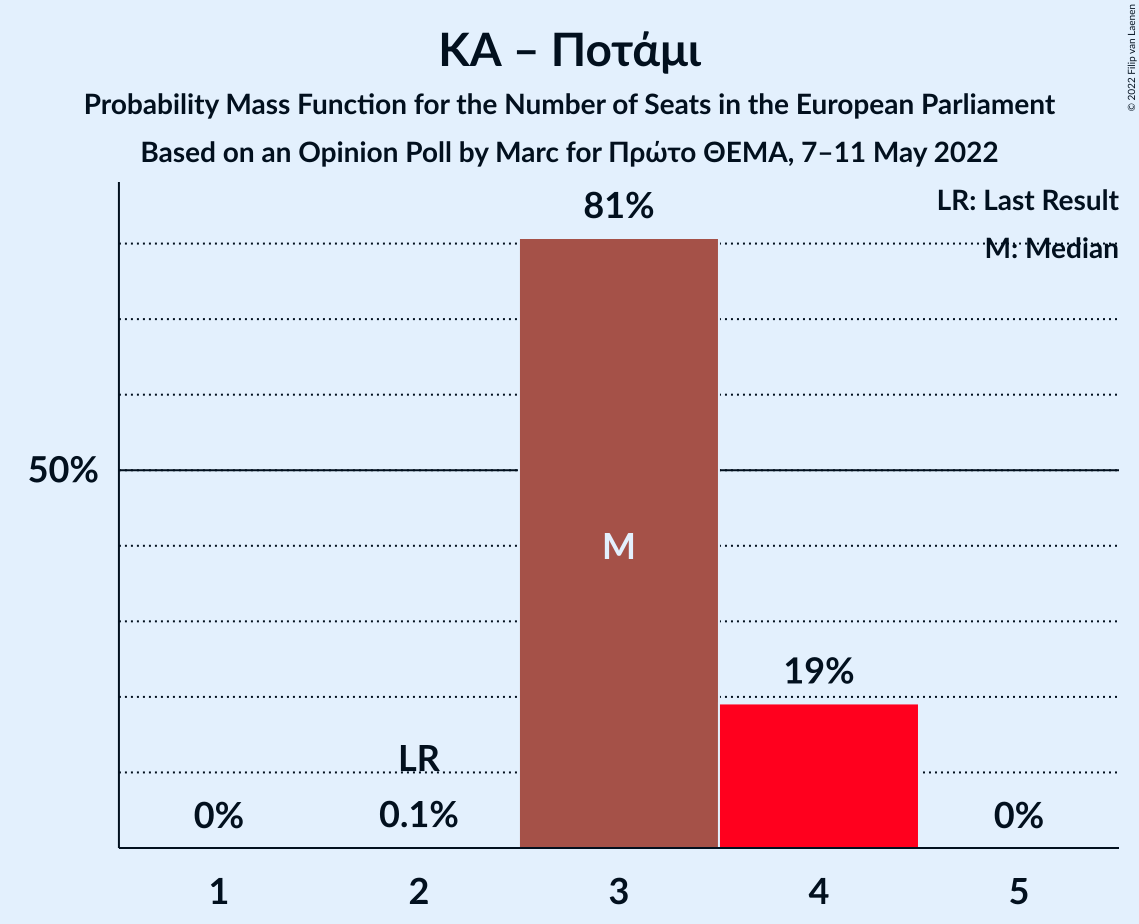 ΚΑ – Ποτάμι
Probability Mass Function for the Number of Seats in the European Parliament
Based on an Opinion Poll by Marc for Πρώτο ΘΕΜΑ, 7–11 May 2022
© 2022 Filip van Laenen
LR: Last Result
M: Median
81%
50%
M
19%
LR
0%
0.1%
0%
1
2
3
4
5